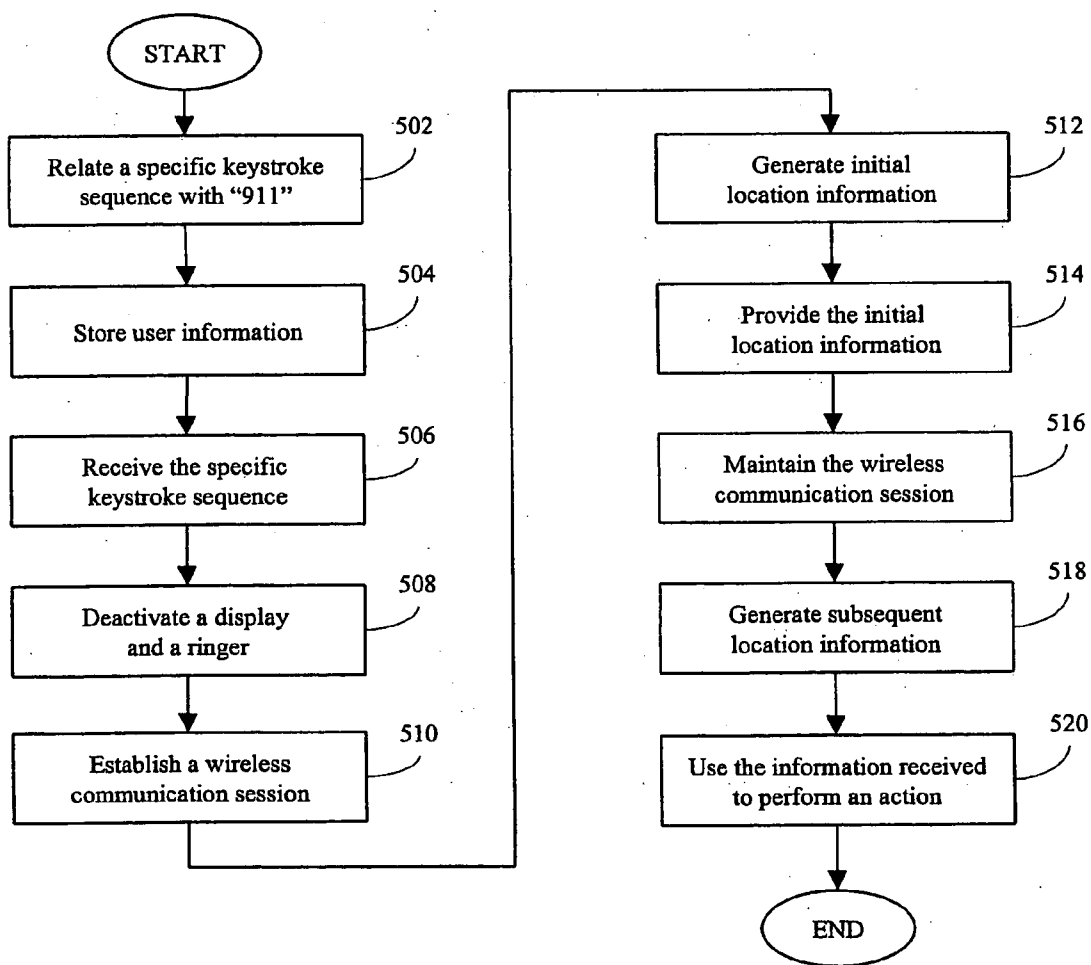 START
502
Relate a specific keystroke
sequence with “911”
504
Store user information
506
Receive the specific
keystroke sequence
508
Deactivate a display
and a ringer
510
Establish a wireless
communication session
512
Generate initial
location information
514
Provide the initial
location information
516
Maintain the wireless
communication session
518
Generate subsequent
location information
520
Use the information received
to perform an action
END